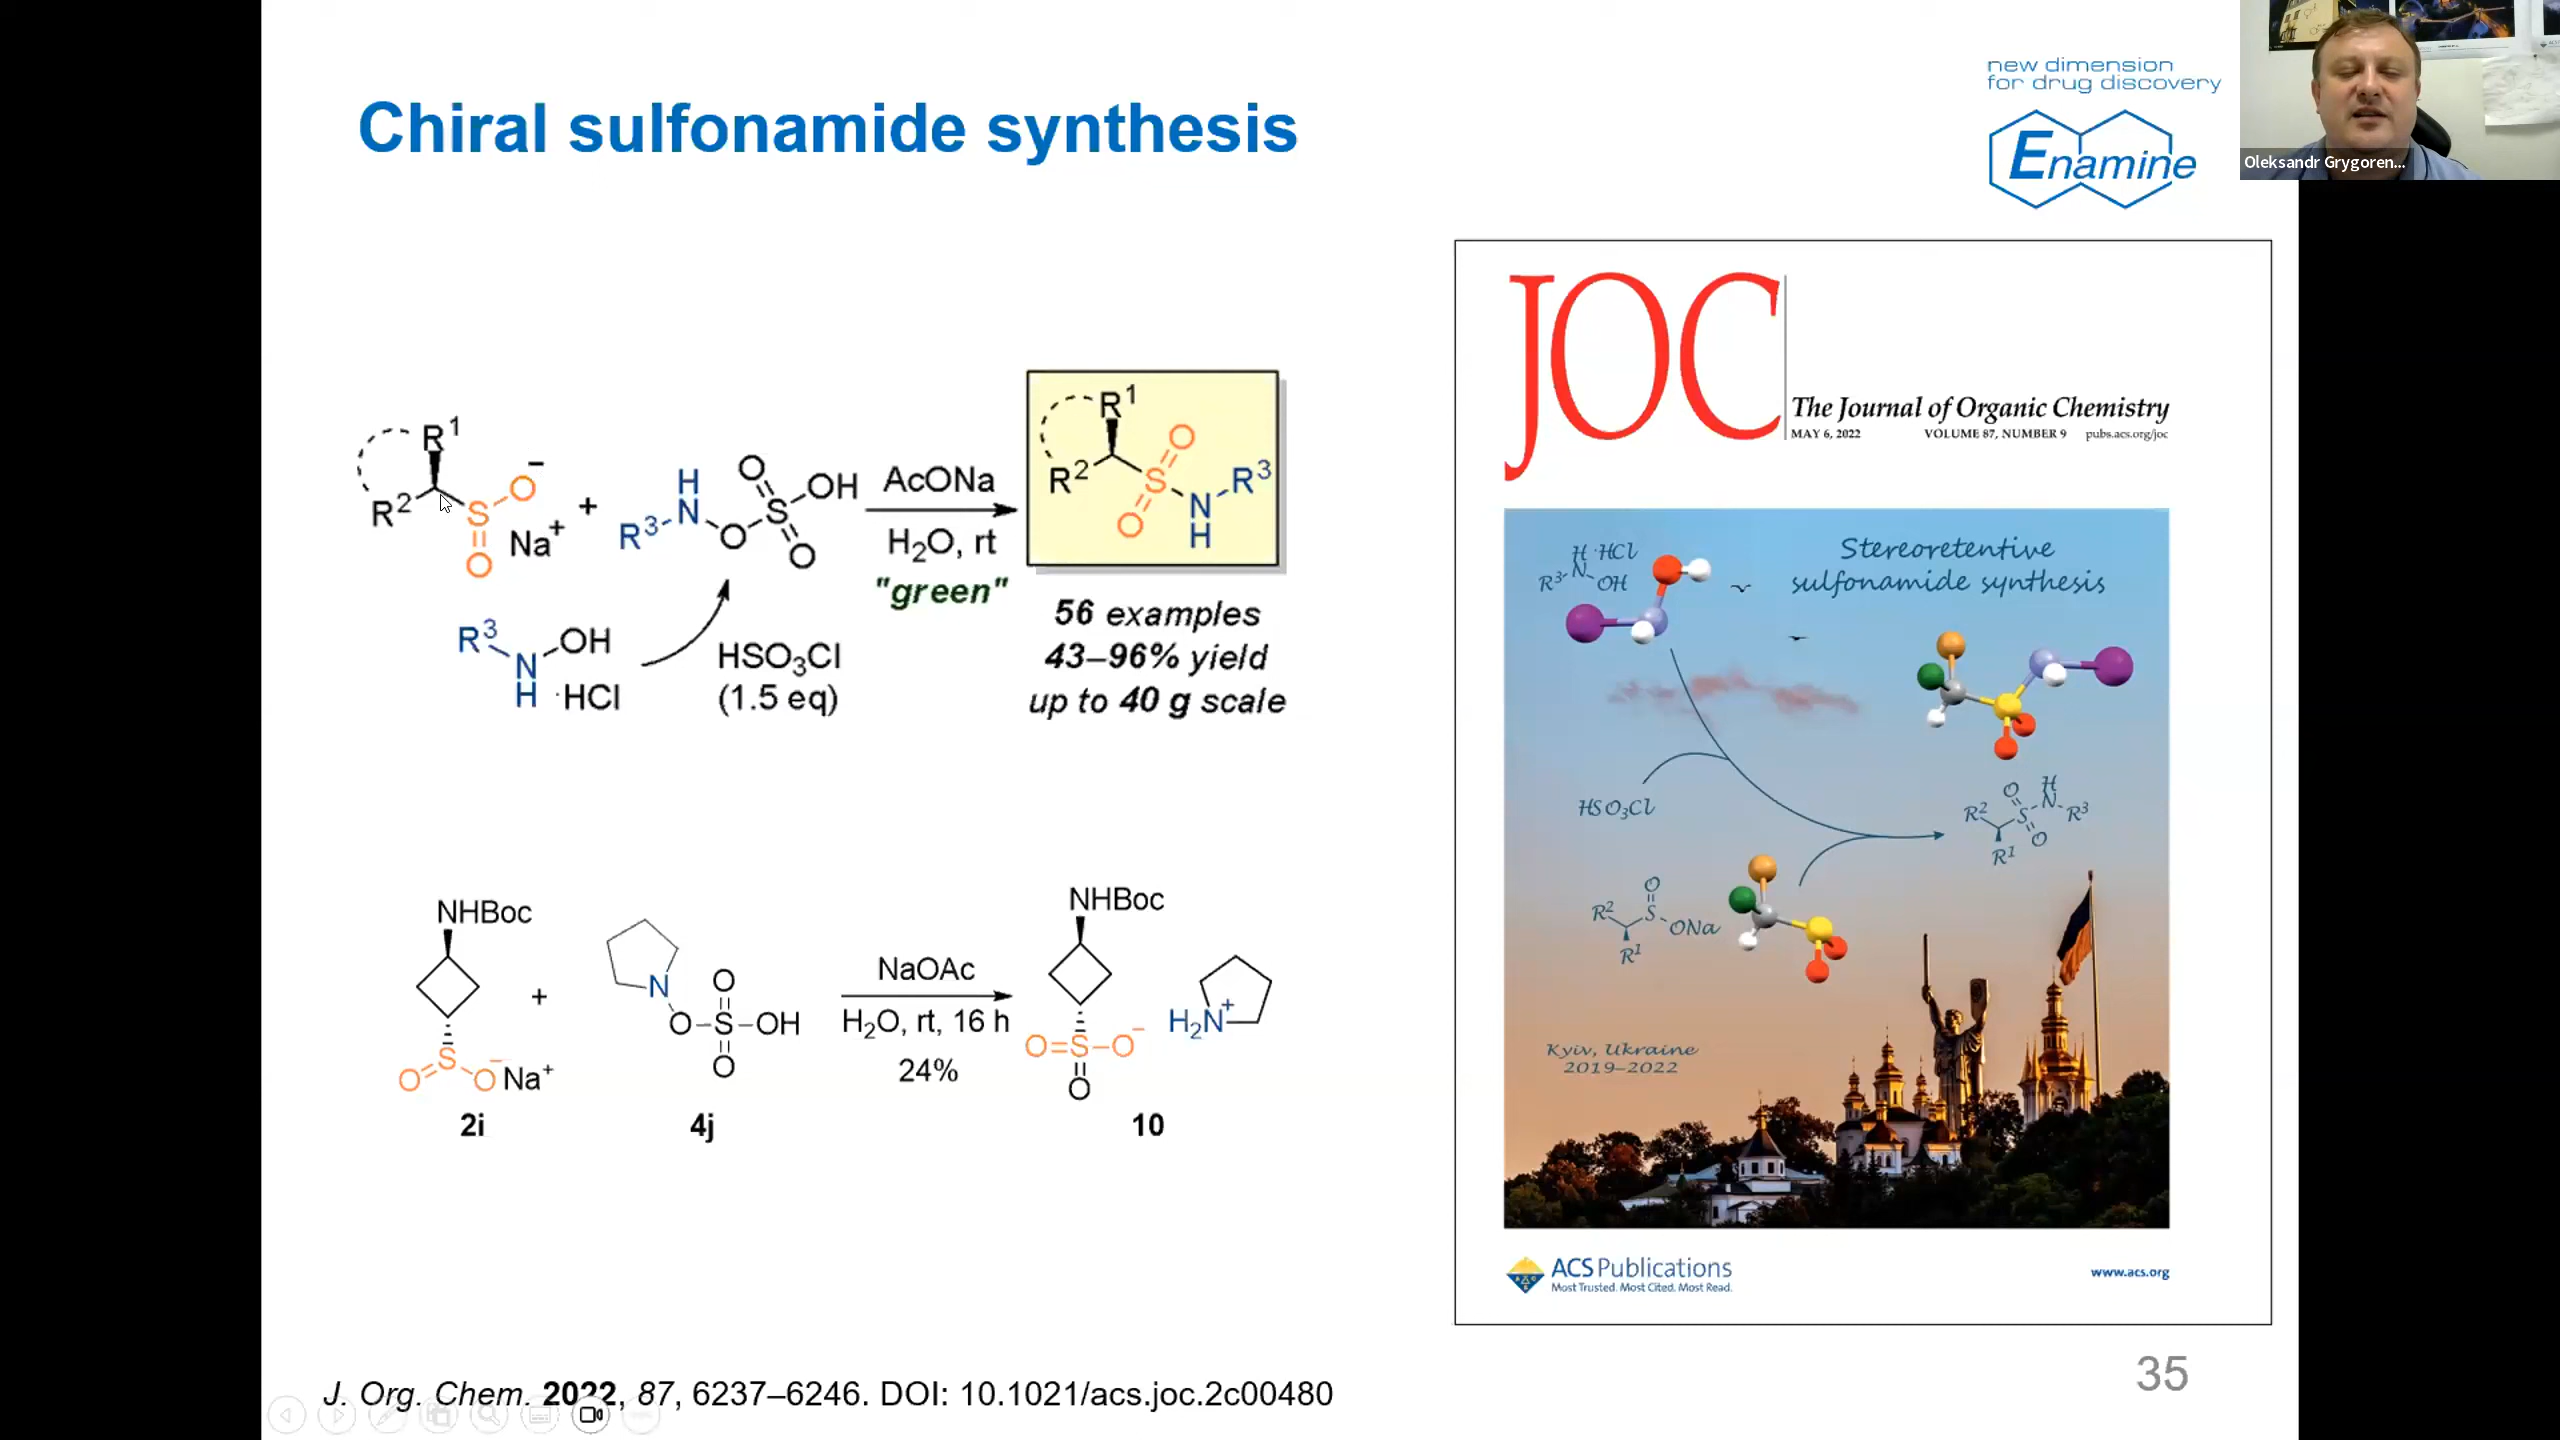 Chiral sulfonamide synthesis
new dimension
for drug discovery
Enamine
Oleksandr Grygoren...
R1
R2
S
O−
O
Na+
+
R3
H
N
O
O
S
OH
O
R3
N
H
OH
·HCl
HSO3Cl
(1.5 eq)
AcONa
H2O, rt
"green"
R1
R2
O
S
O
N
H
R3
56 examples
43–96% yield
up to 40 g scale
NHBoc
S
O
O−
Na+
2i
+
N
O
O–S–OH
O
4j
NaOAc
H2O, rt, 16 h
24%
NHBoc
O=S–O−
O
H2N+
10
JOC
The Journal of Organic Chemistry
MAY 6, 2022
VOLUME 87, NUMBER 9
pubs.acs.org/joc
Stereoretentive
sulfonamide synthesis
H ·HCl
R3-N
OH
HSO3Cl
O
H
R2
S
N
R3
O
R1
O
R2
S
ONa
R1
Kyiv, Ukraine
2019–2022
ACS Publications
Most Trusted. Most Cited. Most Read.
www.acs.org
J. Org. Chem. 2022, 87, 6237–6246. DOI: 10.1021/acs.joc.2c00480
35